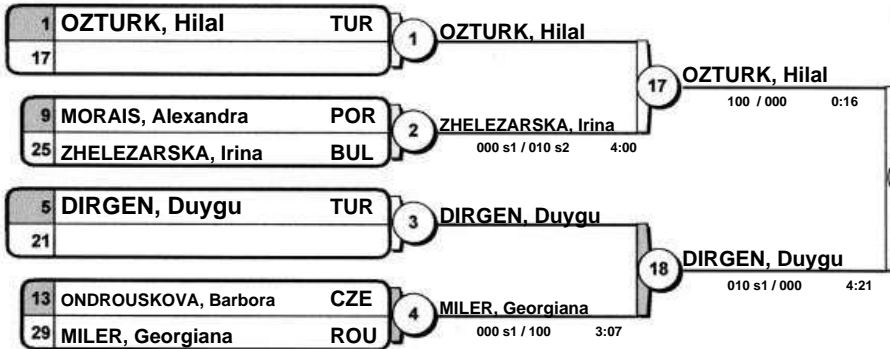 1 OZTURK, Hilal TUR
17
1
OZTURK, Hilal
9 MORAIS, Alexandra POR
25 ZHELEZARSKA, Irina BUL
2
ZHELEZARSKA, Irina
000 s1 / 010 s2 4:00
17
OZTURK, Hilal
100 / 000 0:16
5 DIRGEN, Duygu TUR
21
3
DIRGEN, Duygu
13 ONDROUSKOVA, Barbora CZE
29 MILER, Georgiana ROU
4
MILER, Georgiana
000 s1 / 100 3:07
18
DIRGEN, Duygu
010 s1 / 000 4:21